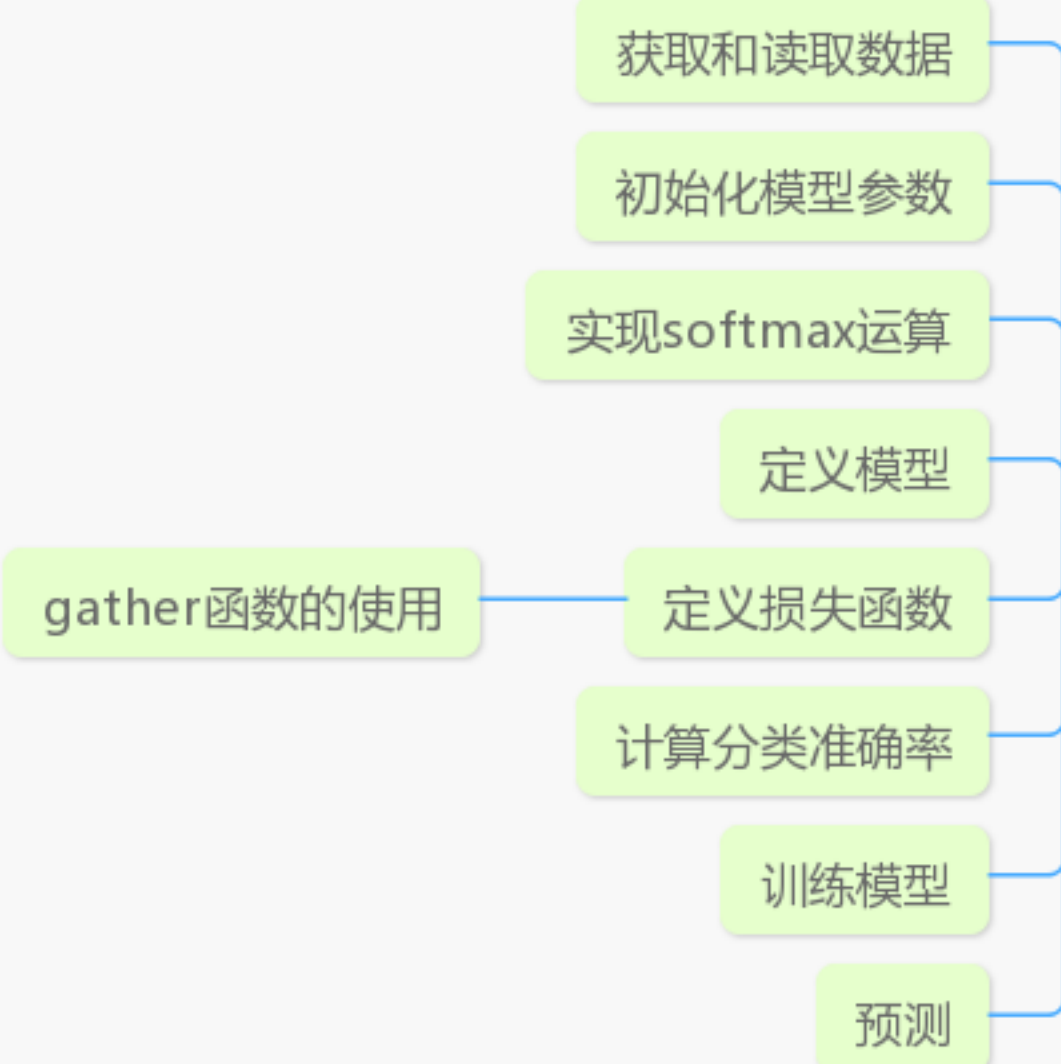 获取和读取数据
初始化模型参数
实现softmax运算
定义模型
gather函数的使用
定义损失函数
计算分类准确率
训练模型
预测